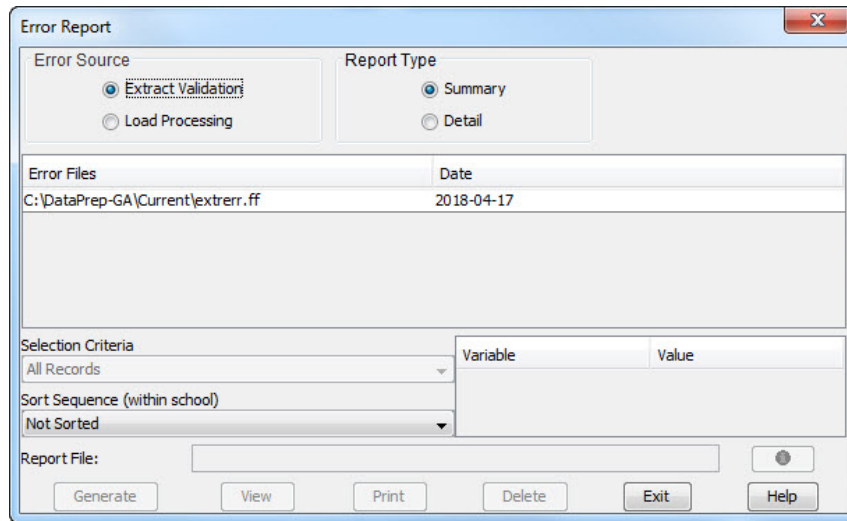 Error Report
Error Source
Report Type
Extract Validation
Summary
Load Processing
Detail
Error Files Date
C:\DataPrep-GA\Current\extrerr.ff 2018-04-17
Selection Criteria
Variable Value
All Records
Sort Sequence (within school)
Not Sorted
Report File:
Generate View Print Delete Exit Help